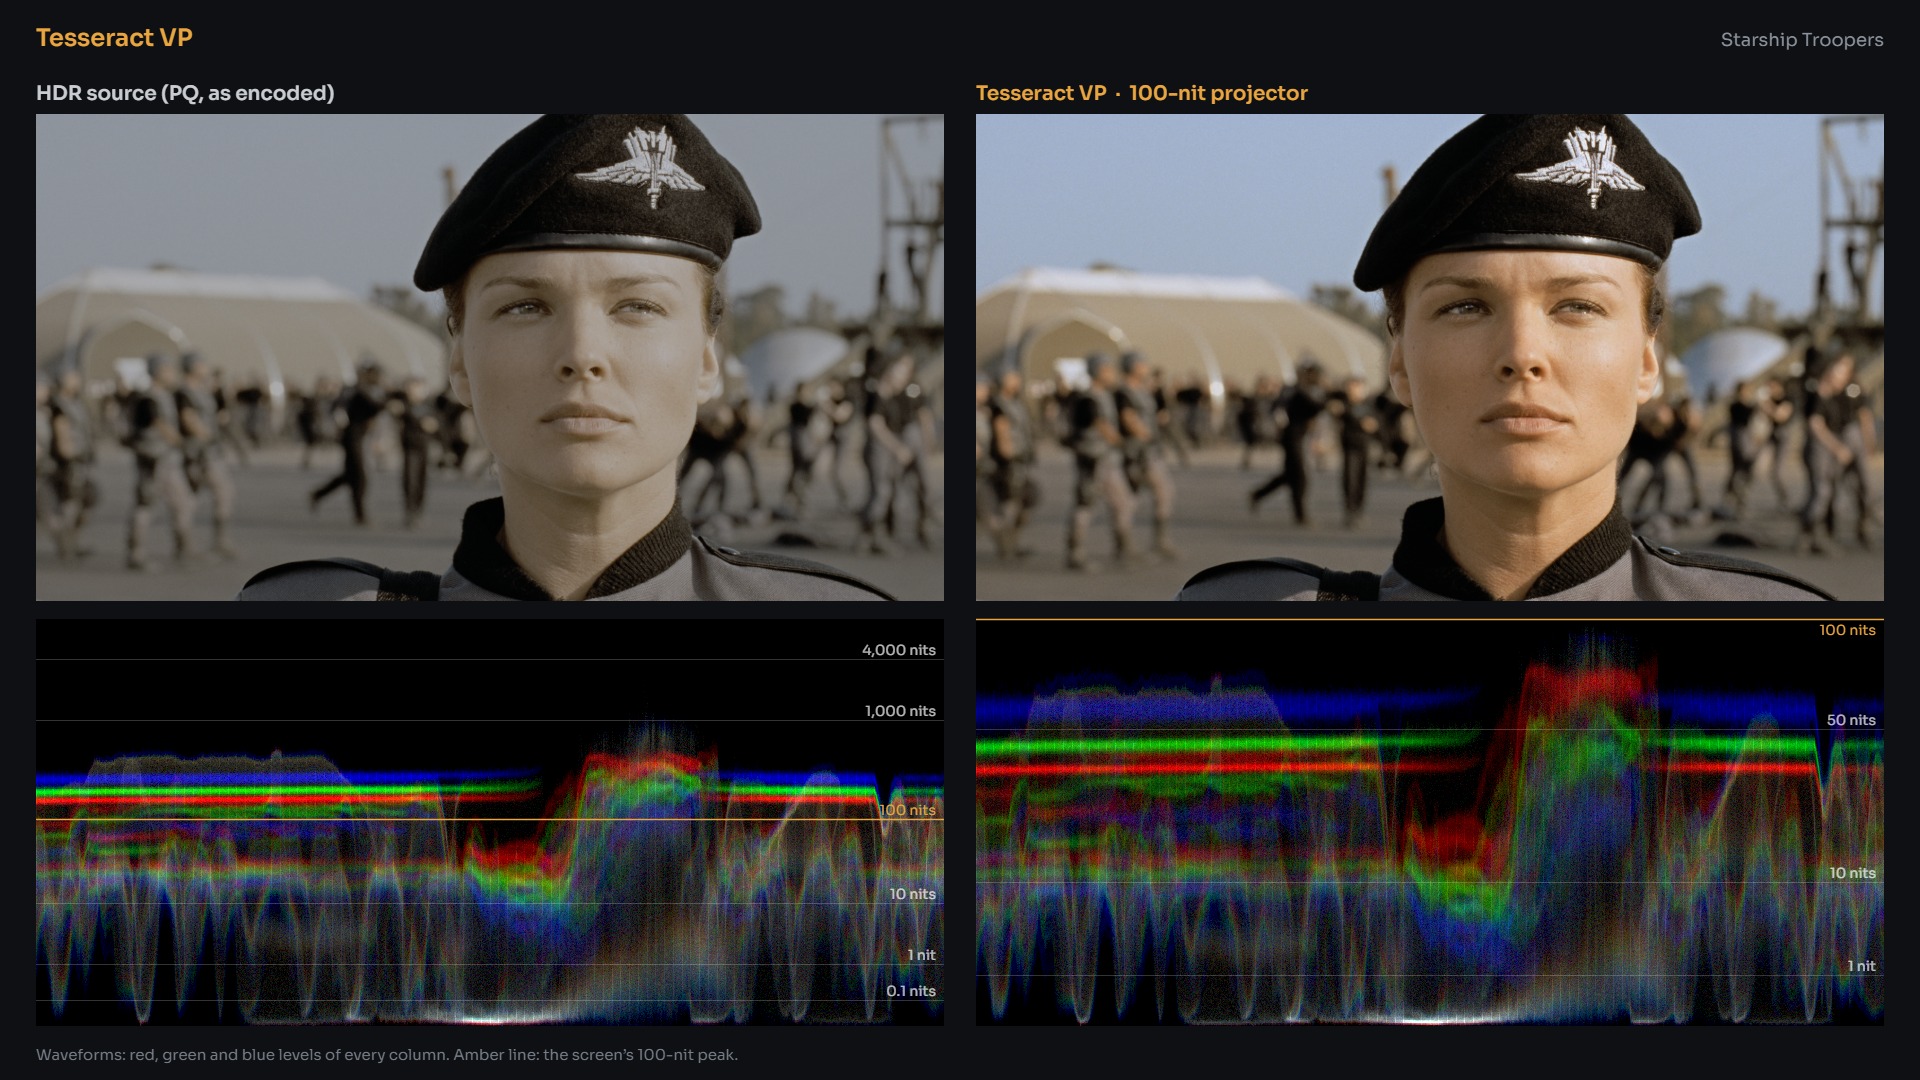 Tesseract VP
Starship Troopers
HDR source (PQ, as encoded)
Tesseract VP · 100-nit projector
4,000 nits
1,000 nits
100 nits
10 nits
1 nit
0.1 nits
100 nits
50 nits
10 nits
1 nit
Waveforms: red, green and blue levels of every column. Amber line: the screen’s 100-nit peak.